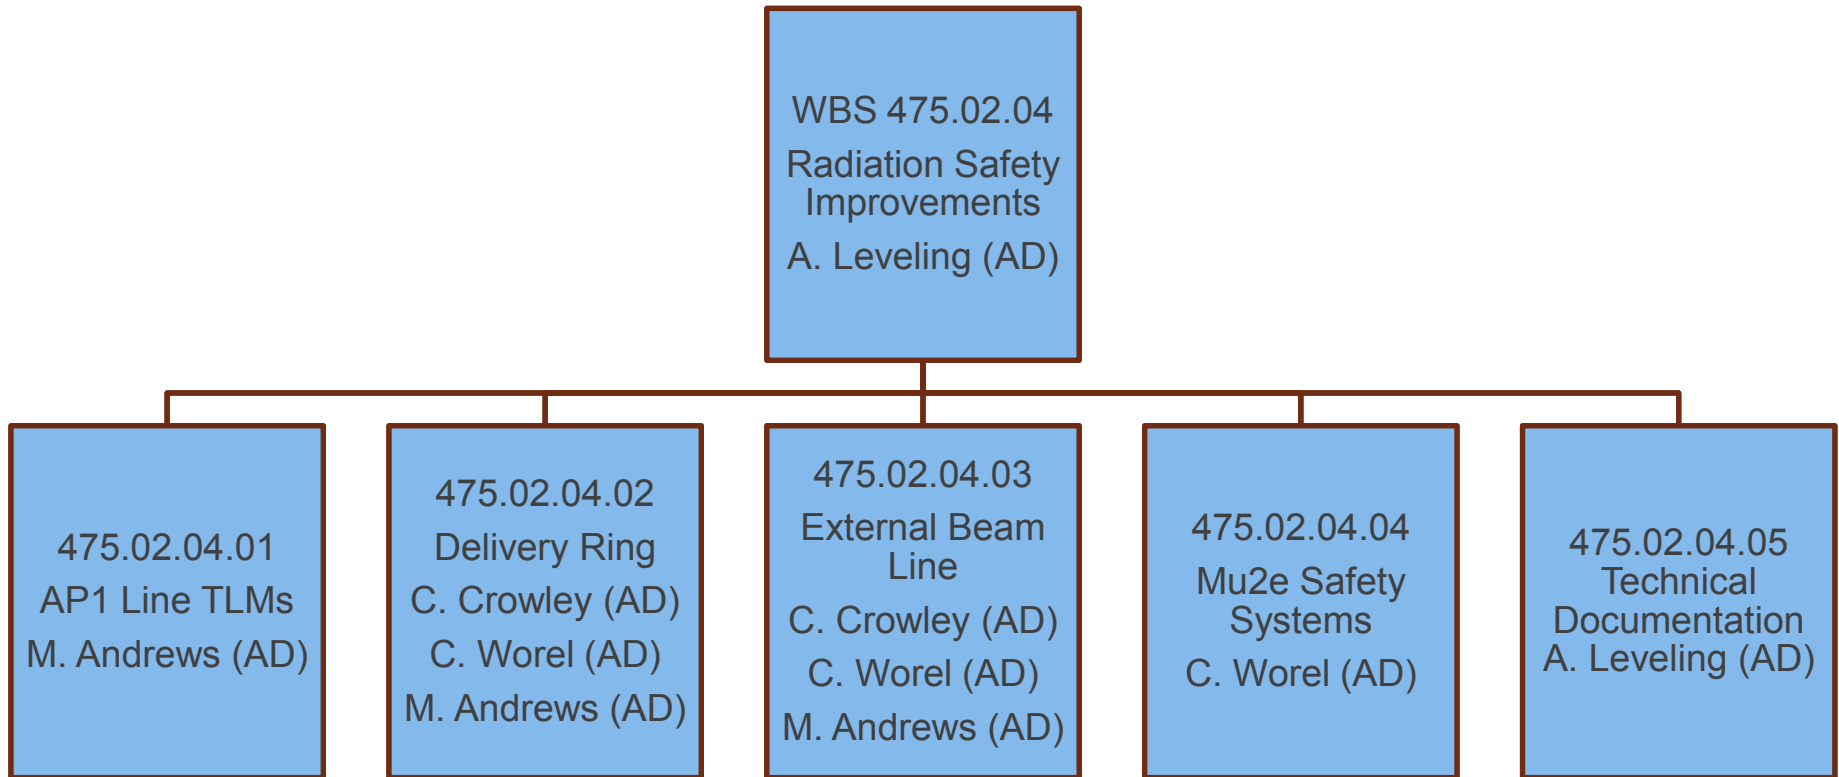 WBS 475.02.04
Radiation Safety
Improvements
A. Leveling (AD)
475.02.04.01
AP1 Line TLMs
M. Andrews (AD)
475.02.04.02
Delivery Ring
C. Crowley (AD)
C. Worel (AD)
M. Andrews (AD)
475.02.04.03
External Beam
Line
C. Crowley (AD)
C. Worel (AD)
M. Andrews (AD)
475.02.04.04
Mu2e Safety
Systems
C. Worel (AD)
475.02.04.05
Technical
Documentation
A. Leveling (AD)